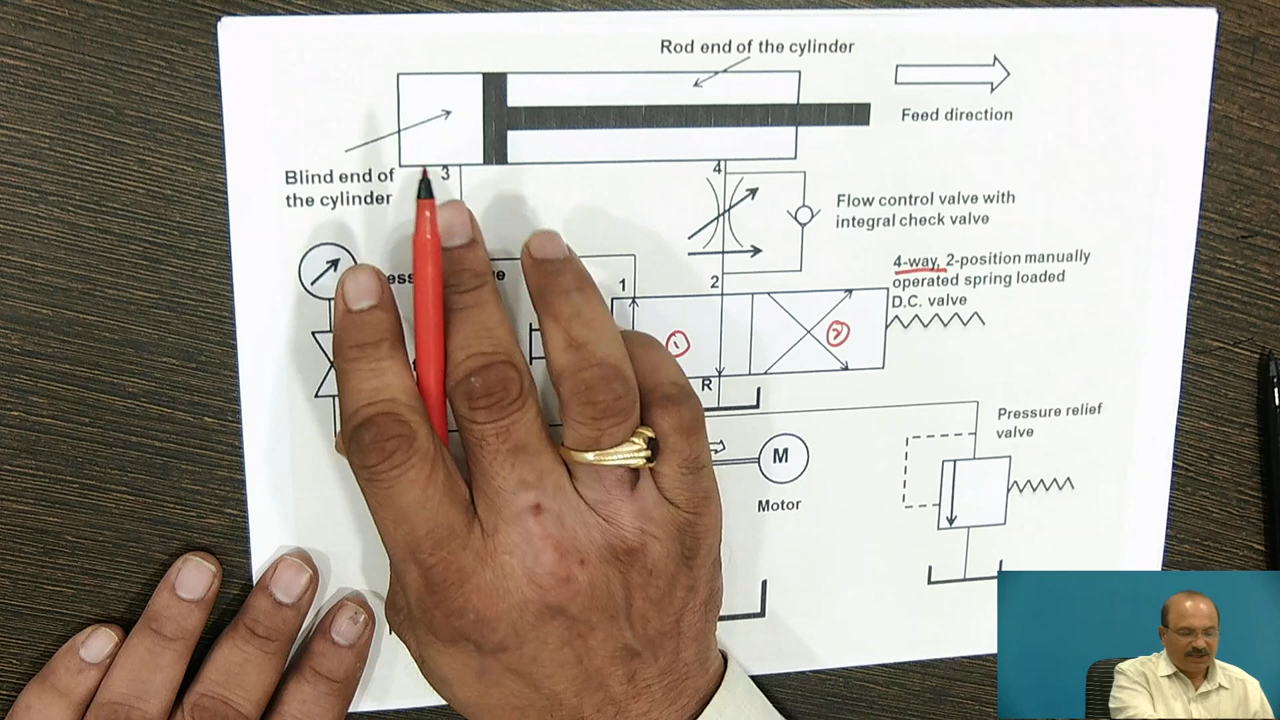 Rod end of the cylinder
Feed direction
Blind end of
the cylinder
3
4
Flow control valve with
integral check valve
4-way, 2-position manually
operated spring loaded
D.C. valve
1
2
1
2
R
Pressure relief
valve
M
Motor